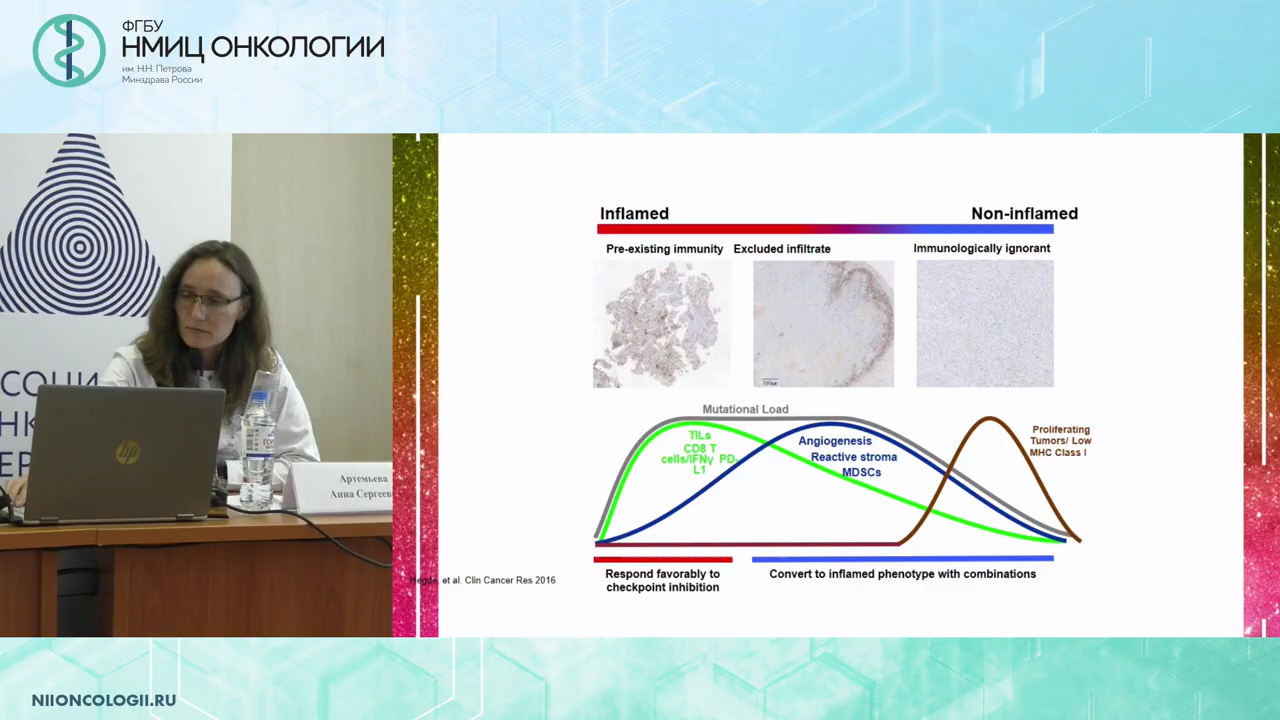 ФГБУ
НМИЦ ОНКОЛОГИИ
им. Н.Н. Петрова
Минздрава России
Артемьева
Анна Сергеев
Inflamed
Non-inflamed
Pre-existing immunity
Excluded infiltrate
Immunologically ignorant
Mutational Load
TILs
CD8 T
cells/IFNγ PD-
L1
Angiogenesis
Reactive stroma
MDSCs
Proliferating
Tumors/ Low
MHC Class I
Respond favorably to
checkpoint inhibition
Convert to inflamed phenotype with combinations
Hegde, et al. Clin Cancer Res 2016
NIIONCOLOGII.RU